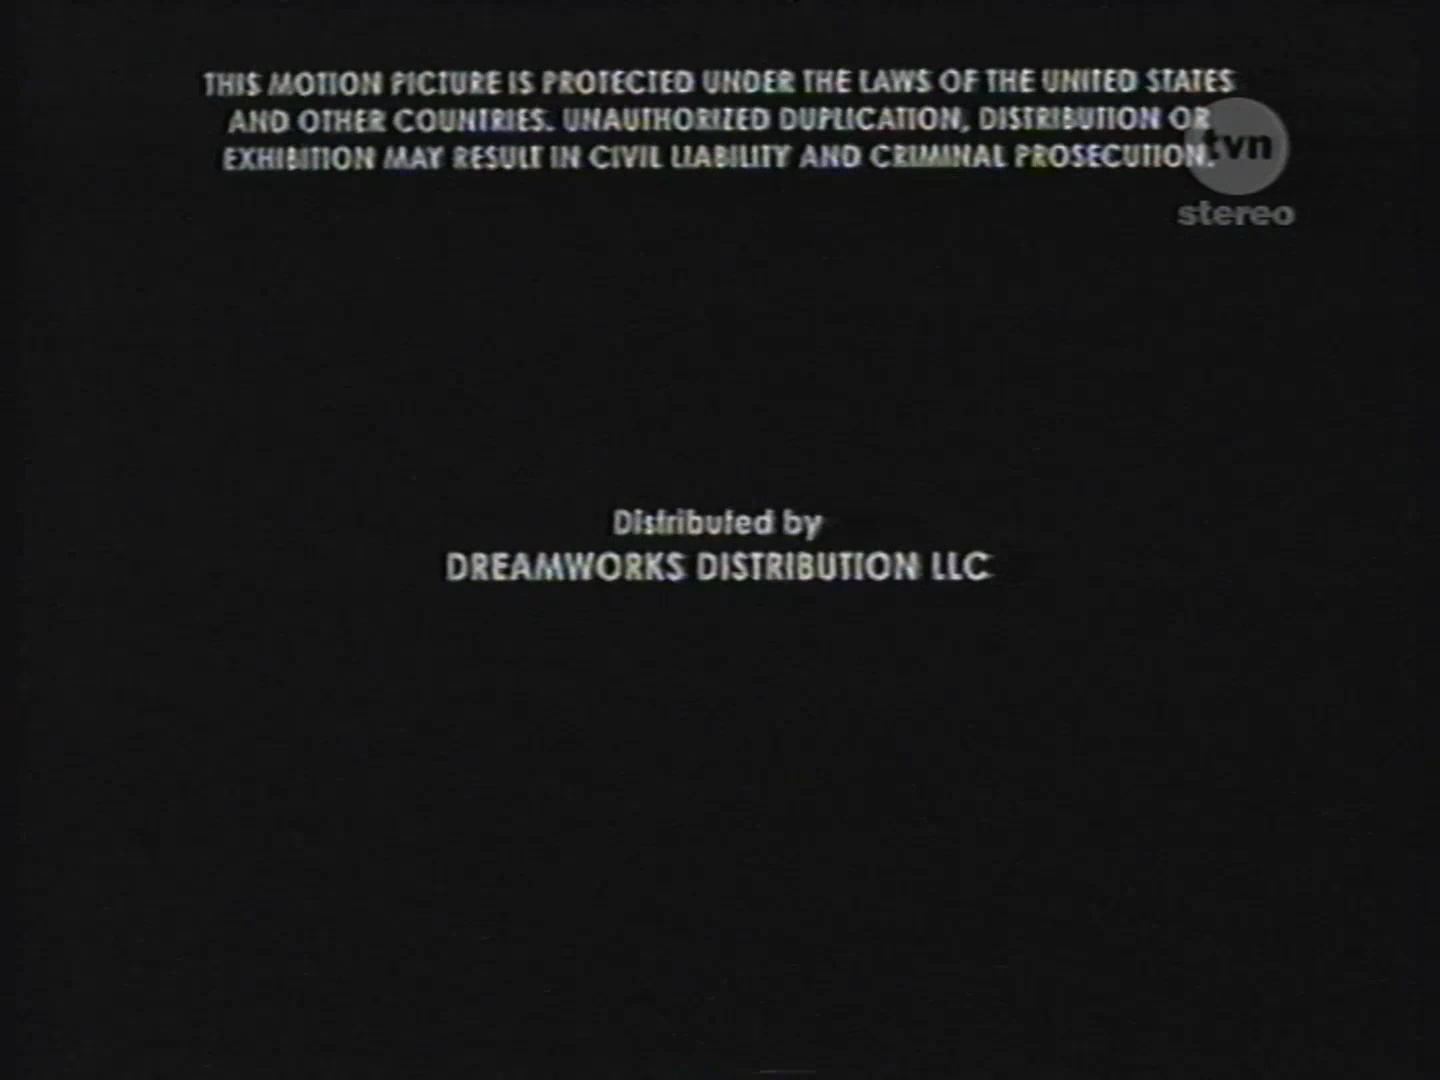 THIS MOTION PICTURE IS PROTECTED UNDER THE LAWS OF THE UNITED STATES
AND OTHER COUNTRIES. UNAUTHORIZED DUPLICATION, DISTRIBUTION OR
EXHIBITION MAY RESULT IN CIVIL LIABILITY AND CRIMINAL PROSECUTION.
tvn
stereo
Distributed by
DREAMWORKS DISTRIBUTION LLC